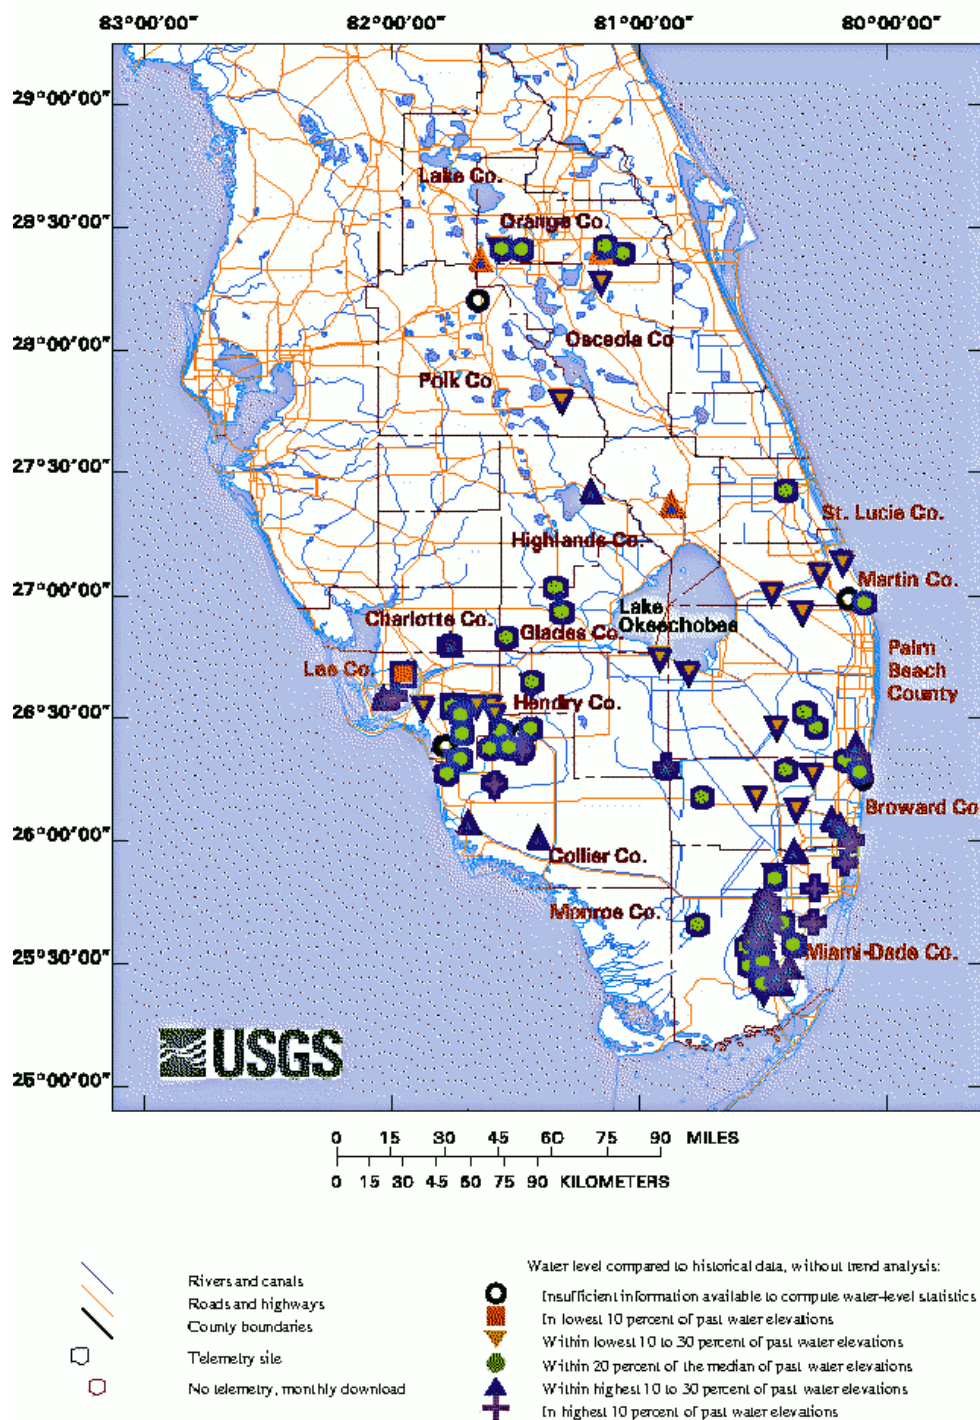 83°00'00" 82°00'00" 81°00'00" 80°00'00"
29°00'00"
Lake Co.
28°30'00"
Orange Co.
28°00'00"
Osceola Co
Polk Co
27°30'00"
St. Lucie Co.
Highlands Co.
27°00'00"
Martin Co.
Lake
Okeechobee
Charlotte Co.
Glades Co.
Palm
Beach
County
Lee Co.
26°30'00"
Hendry Co.
Broward Co
26°00'00"
Collier Co.
Monroe Co.
25°30'00"
Miami-Dade Co.
USGS
25°00'00"
0 15 30 45 60 75 90 MILES
0 15 30 45 60 75 90 KILOMETERS
Water level compared to historical data, without trend analysis:
Rivers and canals
Insufficient information available to compute water-level statistics
Roads and highways
In lowest 10 percent of past water elevations
County boundaries
Within lowest 10 to 30 percent of past water elevations
Telemetry site
Within 20 percent of the median of past water elevations
No telemetry, monthly download
Within highest 10 to 30 percent of past water elevations
In highest 10 percent of past water elevations